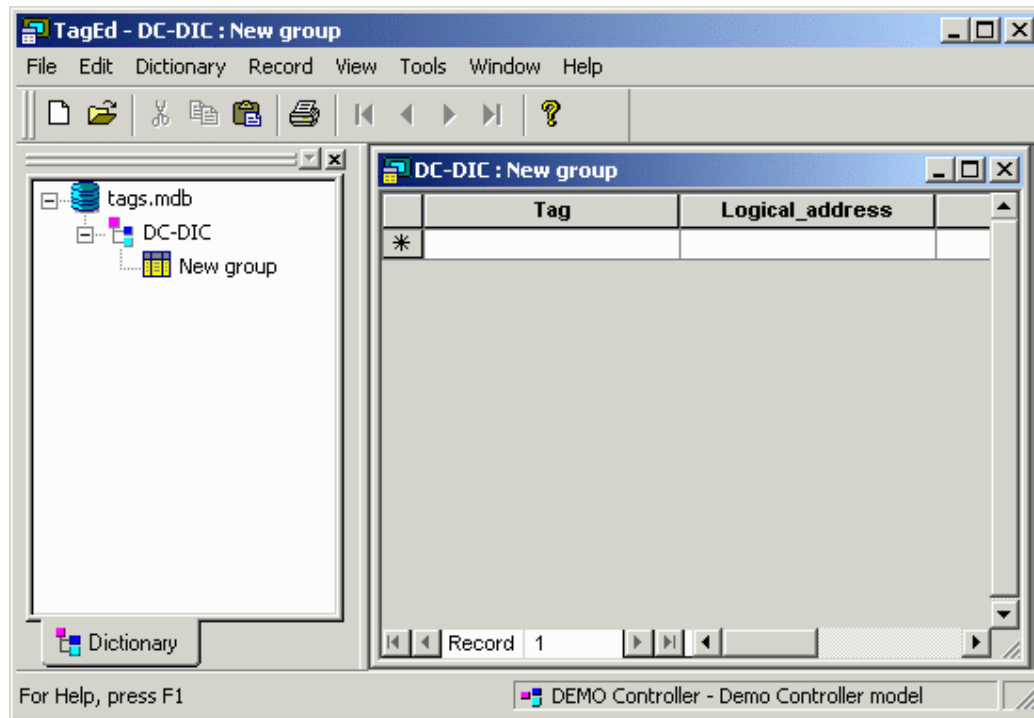 TagEd - DC-DIC : New group
File Edit Dictionary Record View Tools Window Help
tags.mdb
DC-DIC
New group
Dictionary
DC-DIC : New group
Tag Logical_address
Record 1
For Help, press F1
DEMO Controller - Demo Controller model